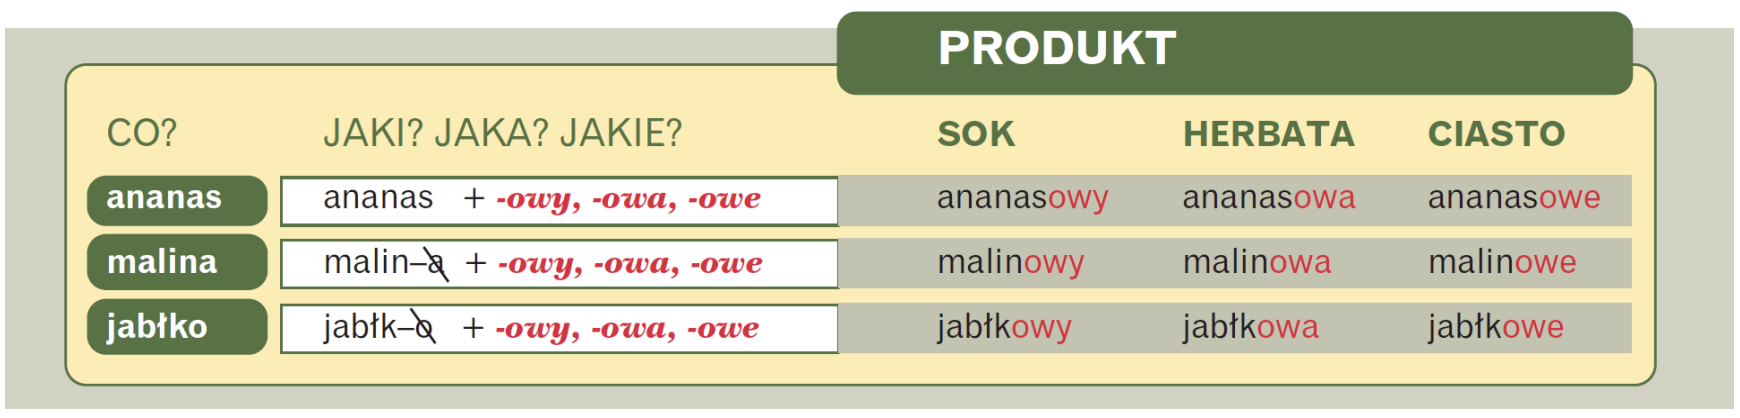 PRODUKT
CO? JAKI? JAKA? JAKIE? SOK HERBATA CIASTO
ananas ananas + -owy, -owa, -owe ananasowy ananasowa ananasowe
malina malin–a + -owy, -owa, -owe malinowy malinowa malinowe
jabłko jabłk–o + -owy, -owa, -owe jabłkowy jabłkowa jabłkowe